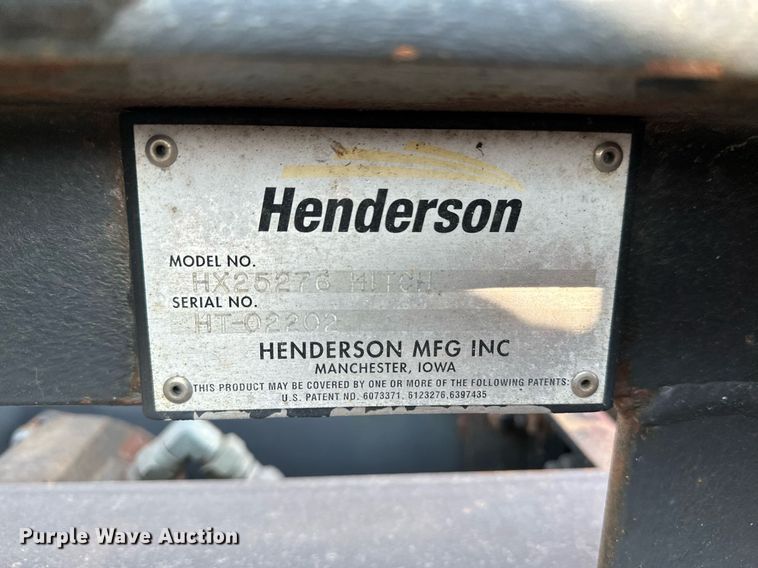 Henderson
MODEL NO.
HX25276 HITCH
SERIAL NO.
HT-02202
HENDERSON MFG INC
MANCHESTER, IOWA
THIS PRODUCT MAY BE COVERED BY ONE OR MORE OF THE FOLLOWING PATENTS:
U.S. PATENT NO. 6073371, 6123276,6397435
Purple Wave Auction